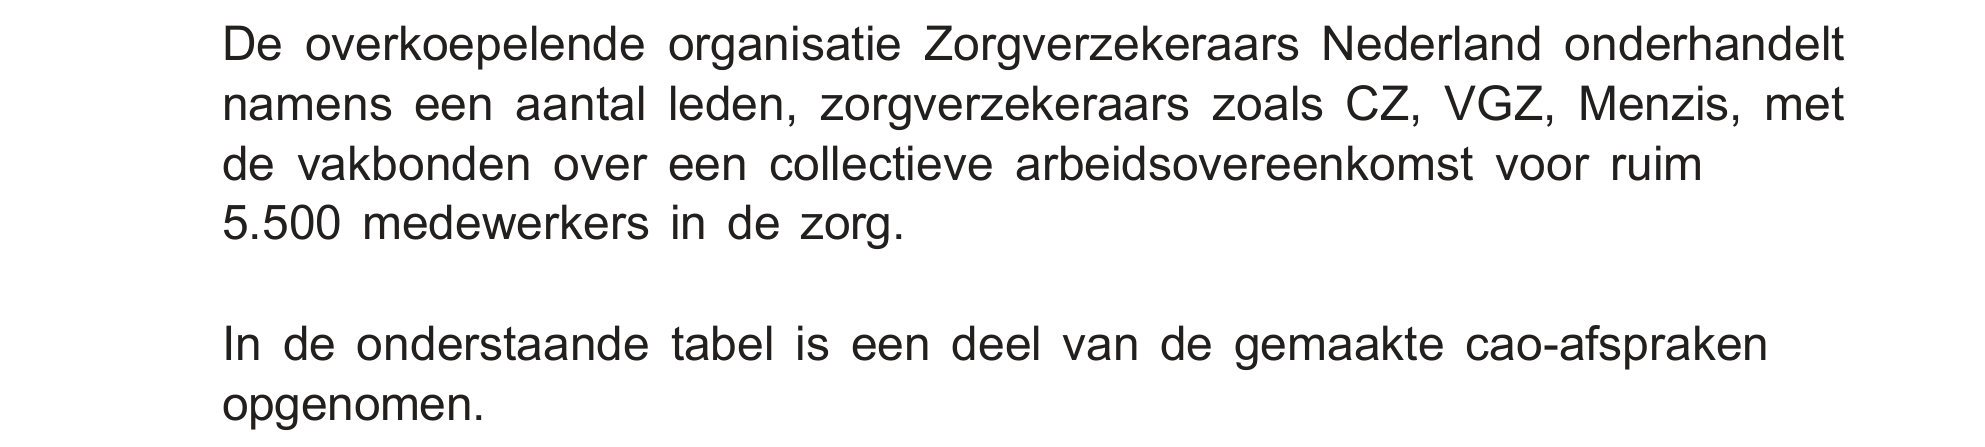 De overkoepelende organisatie Zorgverzekeraars Nederland onderhandelt
namens een aantal leden, zorgverzekeraars zoals CZ, VGZ, Menzis, met
de vakbonden over een collectieve arbeidsovereenkomst voor ruim
5.500 medewerkers in de zorg.
In de onderstaande tabel is een deel van de gemaakte cao-afspraken
opgenomen.